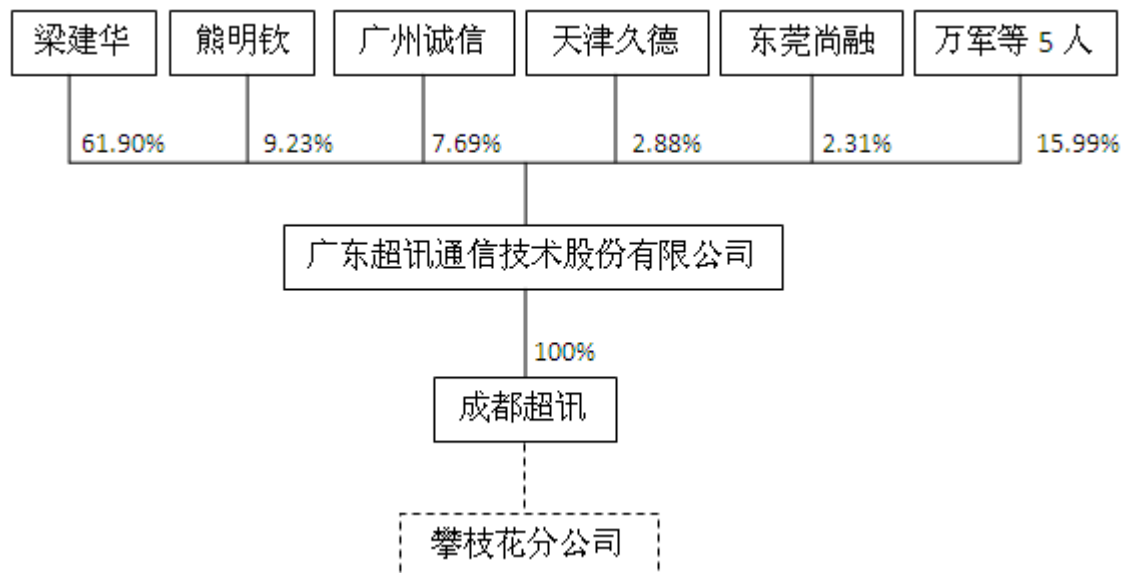 梁建华 熊明钦 广州诚信 天津久德 东莞尚融 万军等 5 人
61.90% 9.23% 7.69% 2.88% 2.31% 15.99%
广东超讯通信技术股份有限公司
100%
成都超讯
攀枝花分公司